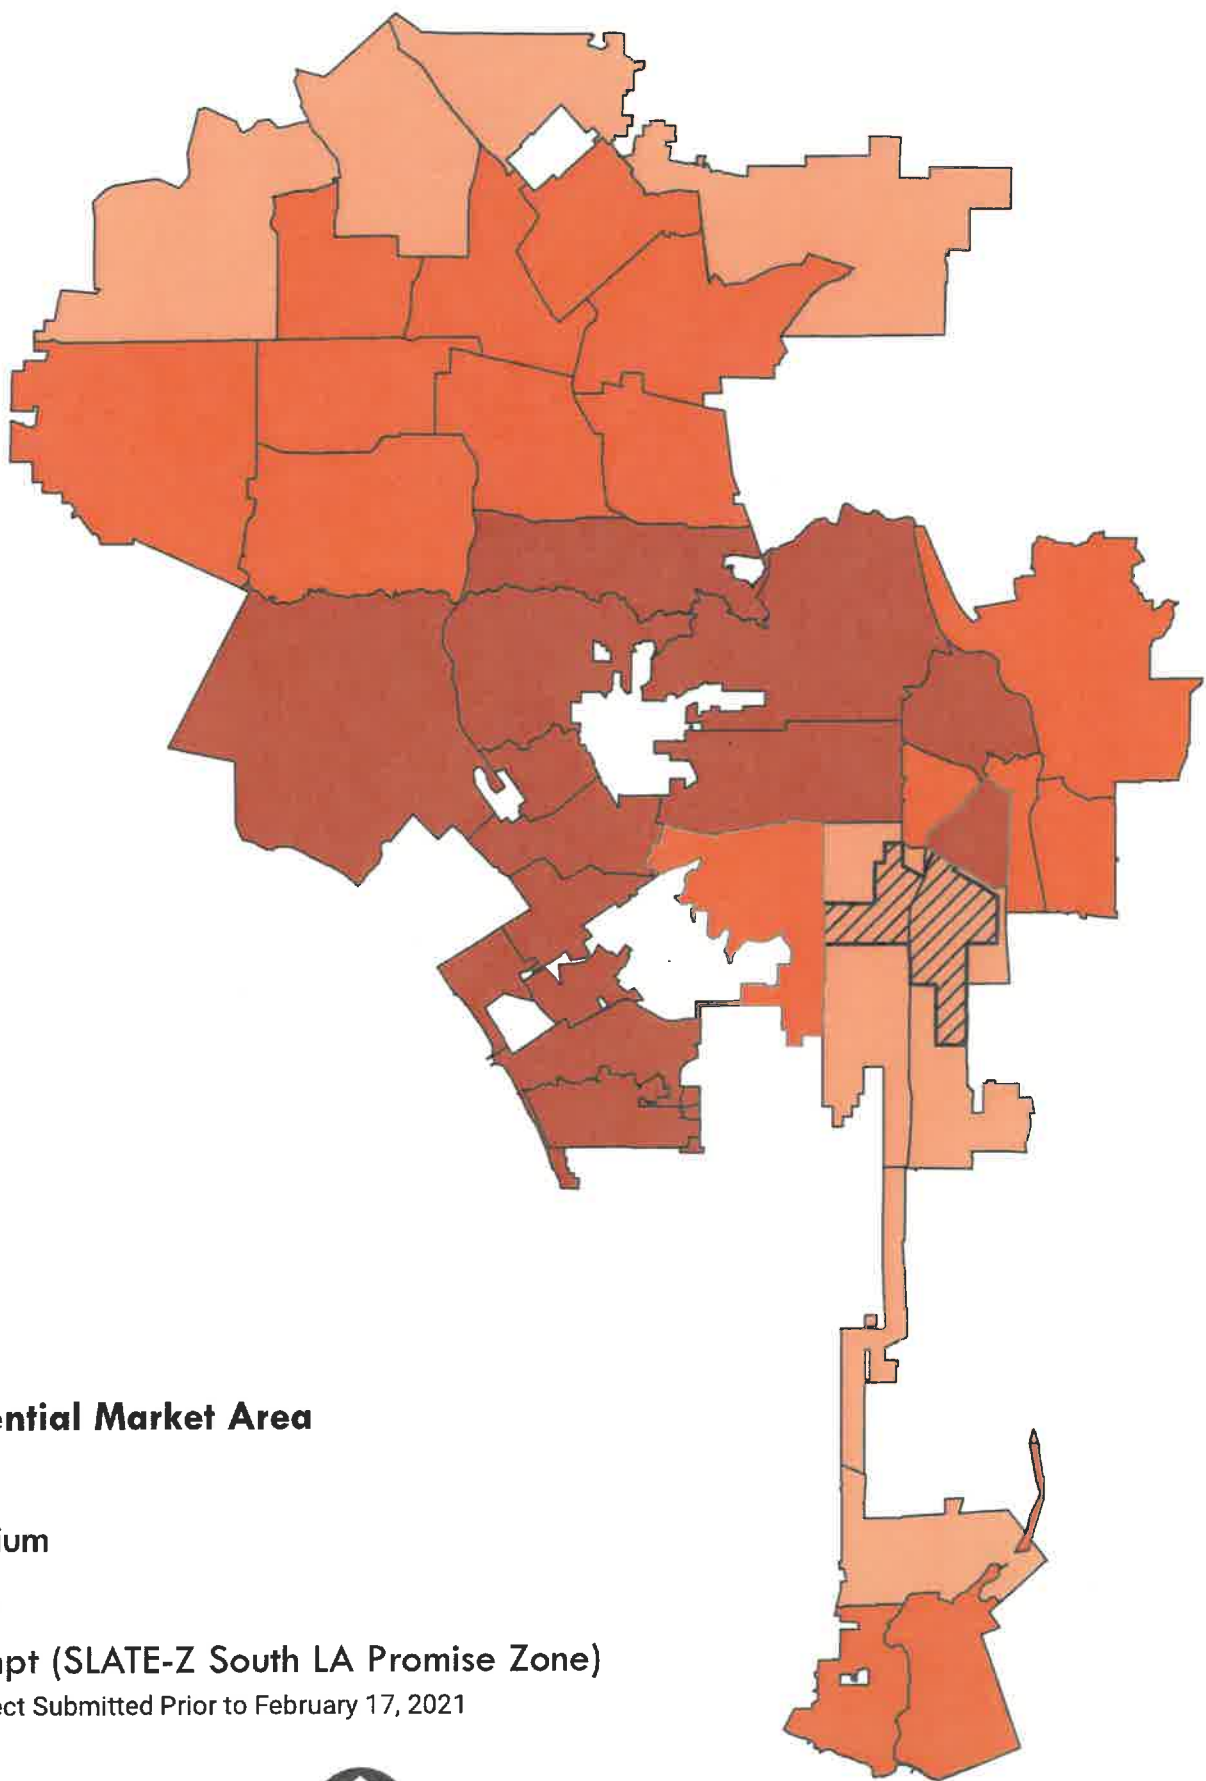 ential Market Area
ium
npt (SLATE-Z South LA Promise Zone)
ect Submitted Prior to February 17, 2021